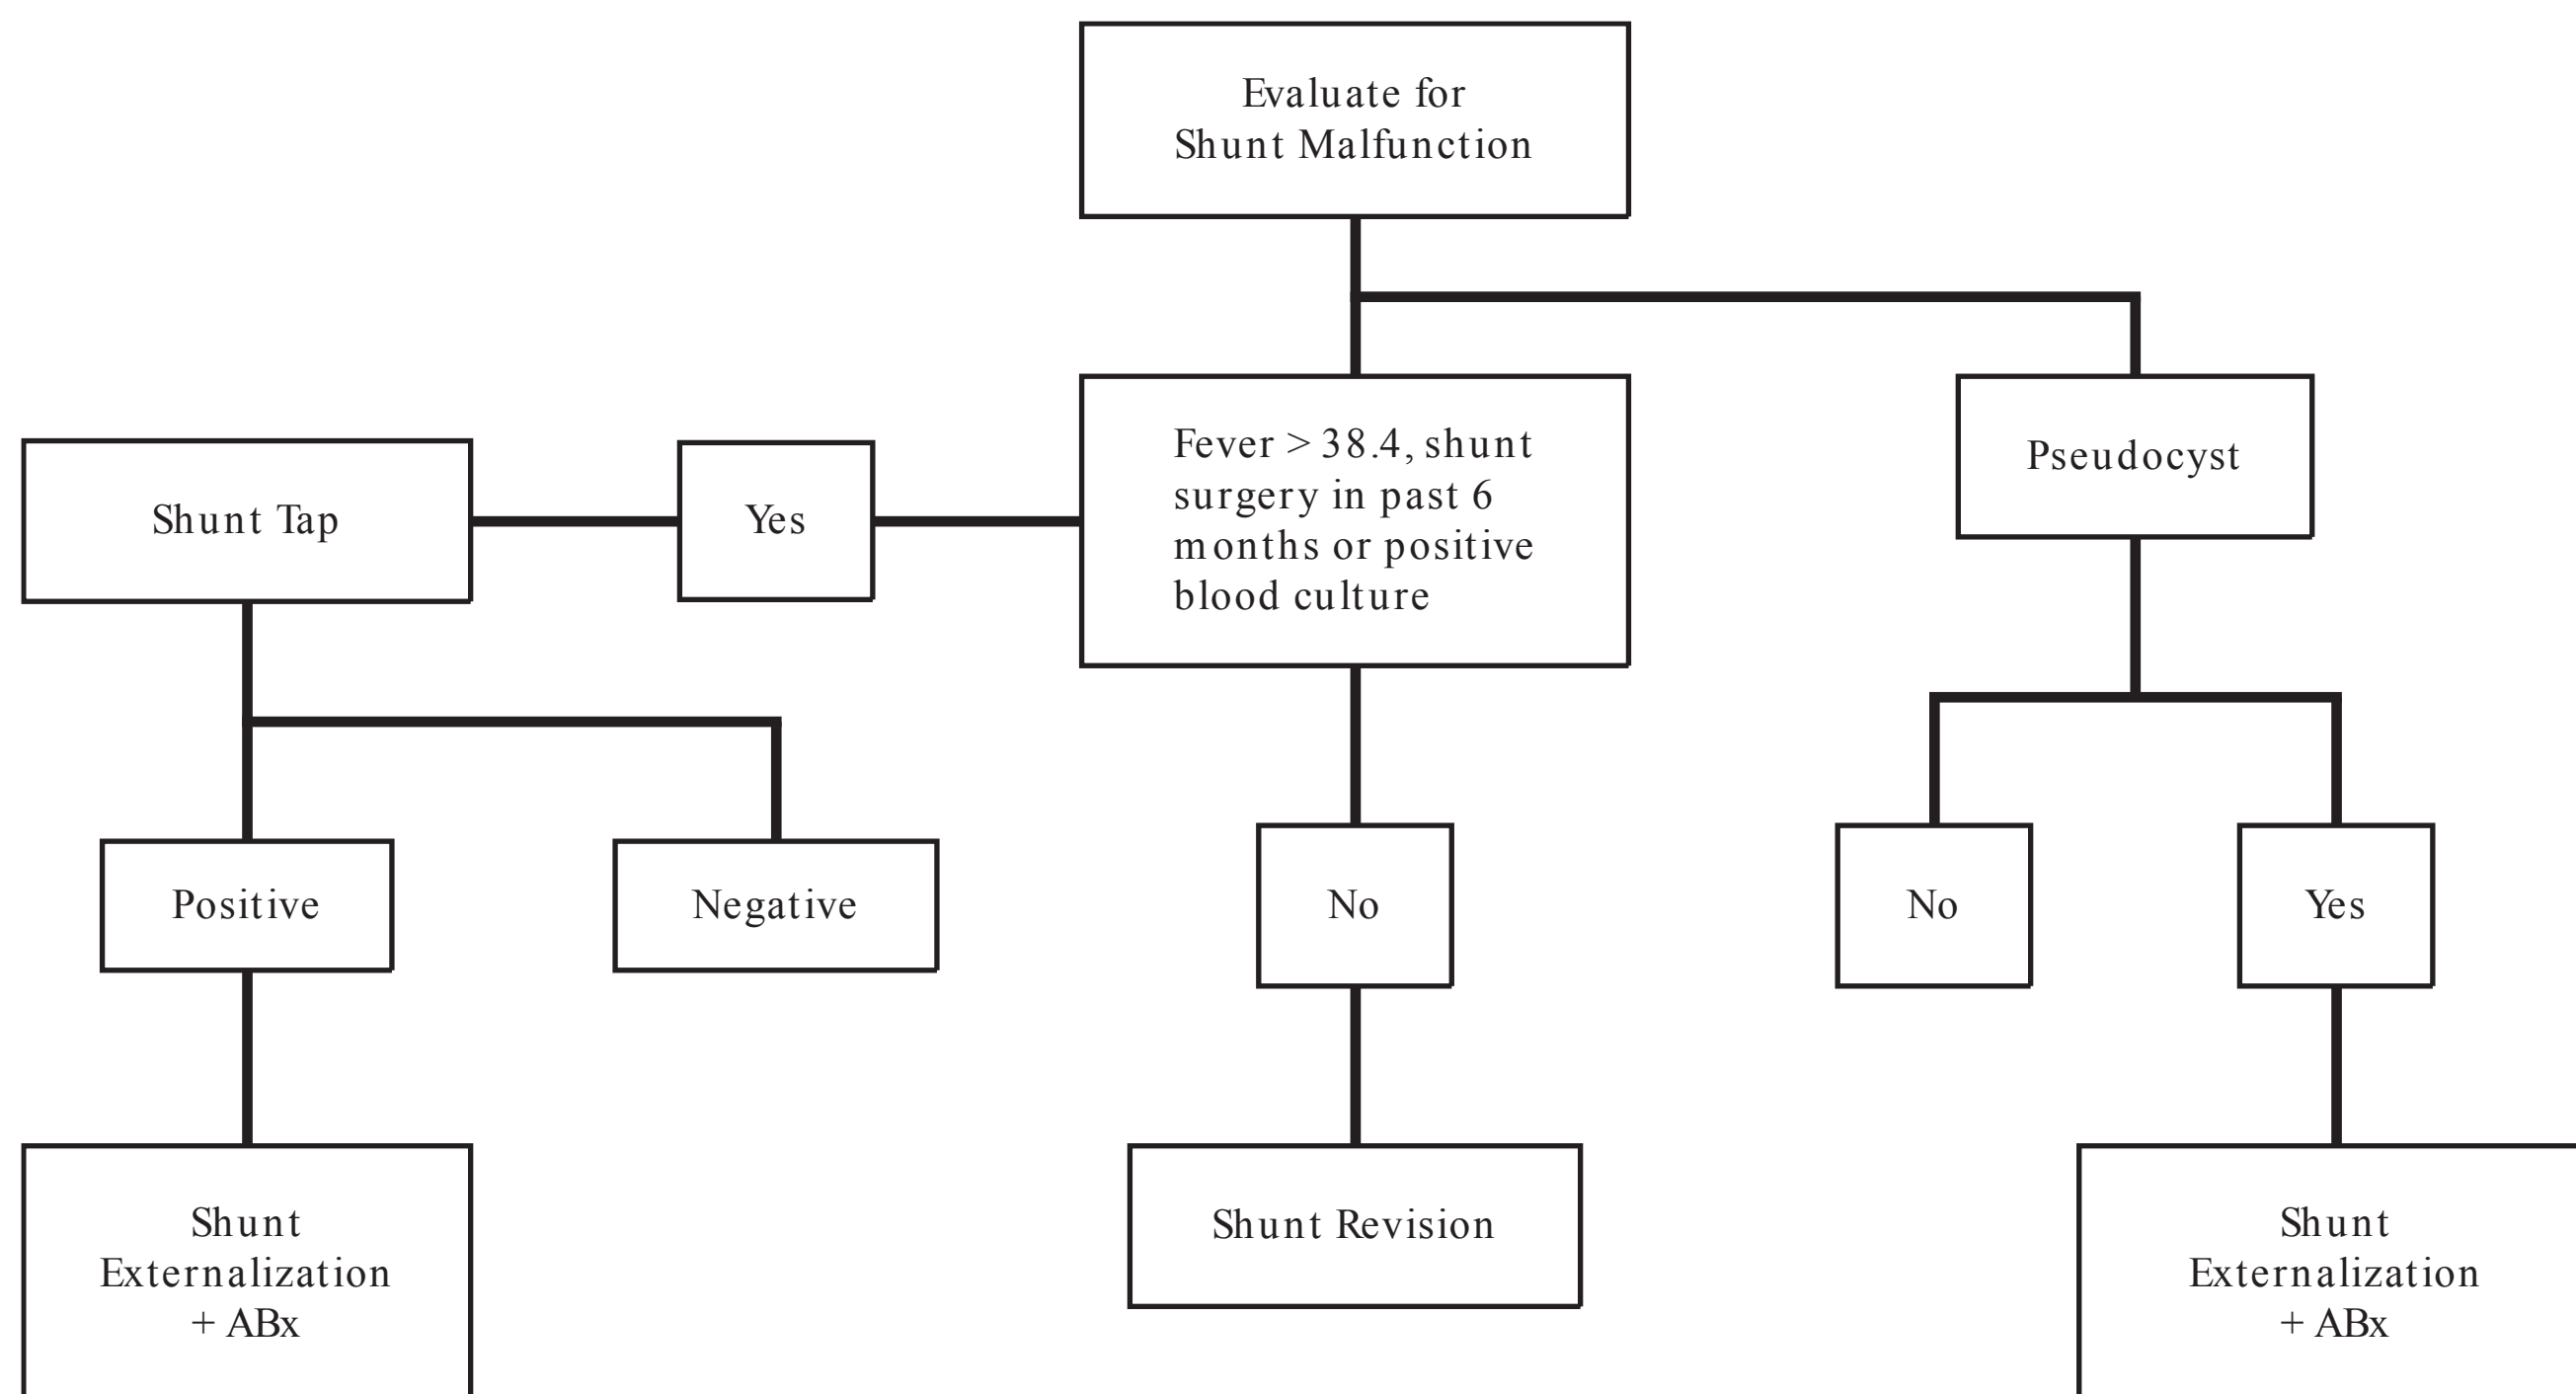 Evaluate for
Shunt Malfunction
Shunt Tap
Yes
Fever > 38.4, shunt
surgery in past 6
months or positive
blood culture
Pseudocyst
Positive
Negative
No
No
Yes
Shunt
Externalization
+ ABx
Shunt Revision
Shunt
Externalization
+ ABx